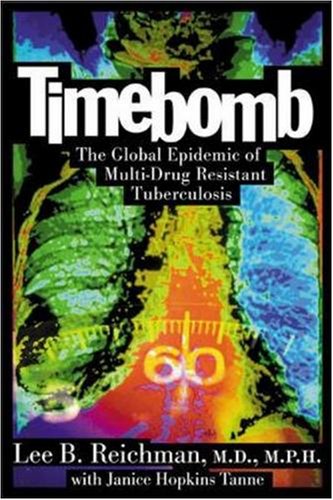 Timebomb
The Global Epidemic of
Multi-Drug Resistant
Tuberculosis
60
Lee B. Reichman, M.D., M.P.H.
with Janice Hopkins Tanne